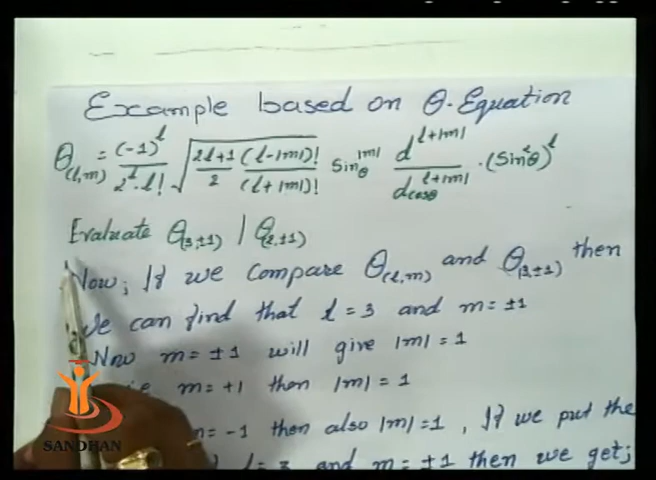 Example based on Θ-Equation
Θ(l,m) = (-1)^l / 2^l · l! √(2l+1 / 2 (l-|m|)! / (l+|m|)!) Sin^|m| θ d^(l+|m|) / dcosθ^(l+|m|) · (Sin²θ)^l
Evaluate Θ(3,±1) / Θ(2,±1)
Now; If we compare Θ(l,m) and Θ(3,±1) then
we can find that l = 3 and m = ±1
Now m = ±1 will give |m| = 1
m = +1 then |m| = 1
m = -1 then also |m| = 1, If we put the
l = 3 and m = ±1 then we get;
SANDHAN